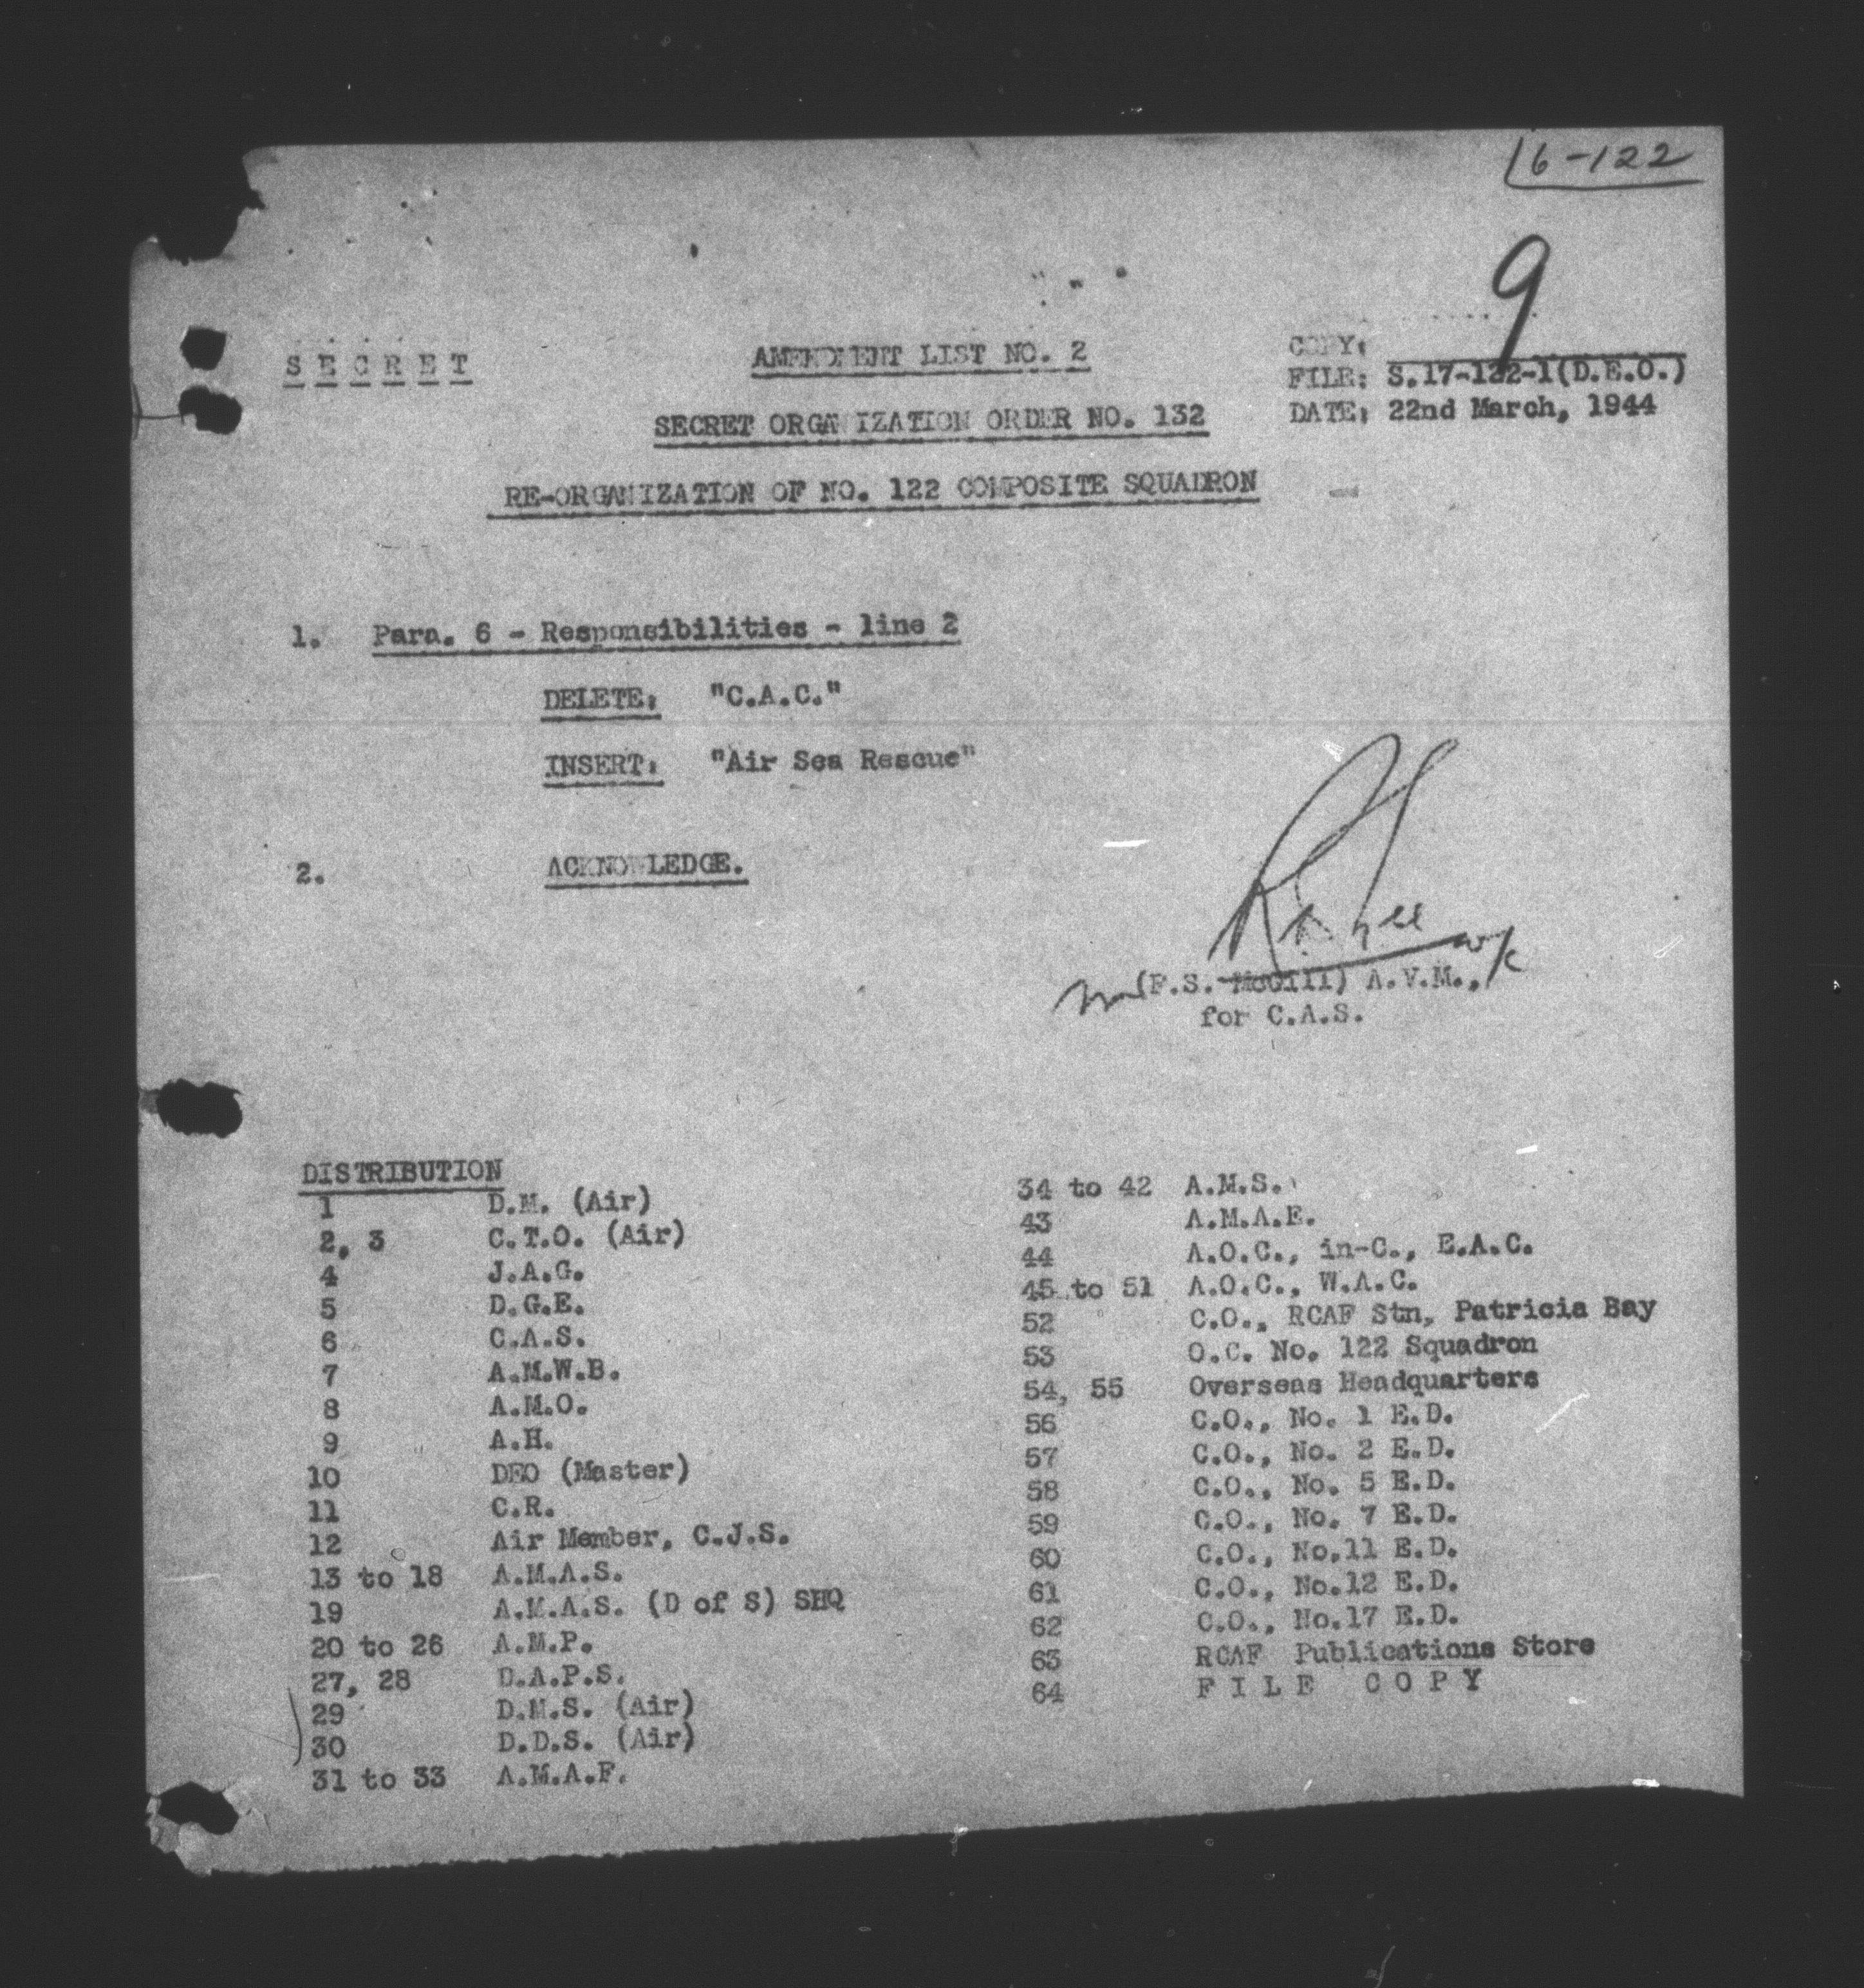 16-122
9
S E C R E T
AMENDMENT LIST NO. 2
COPY:
FILE: S.17-122-1(D.E.O.)
DATE: 22nd March, 1944
SECRET ORGANIZATION ORDER NO. 132
RE-ORGANIZATION OF NO. 122 COMPOSITE SQUADRON
1. Para. 6 - Responsibilities - line 2
DELETE: "C.A.C."
INSERT: "Air Sea Rescue"
2. ACKNOWLEDGE.
w/c
(F.S. McGill) A.V.M.,
for C.A.S.
DISTRIBUTION
1 D.M. (Air)
2, 3 C.T.O. (Air)
4 J.A.G.
5 D.G.E.
6 C.A.S.
7 A.M.W.B.
8 A.M.O.
9 A.H.
10 DEO (Master)
11 C.R.
12 Air Member, C.J.S.
13 to 18 A.M.A.S.
19 A.M.A.S. (D of S) SHQ
20 to 26 A.M.P.
27, 28 D.A.P.S.
29 D.M.S. (Air)
30 D.D.S. (Air)
31 to 33 A.M.A.F.
34 to 42 A.M.S.
43 A.M.A.E.
44 A.O.C., in-C., E.A.C.
45 to 51 A.O.C., W.A.C.
52 C.O., RCAF Stn, Patricia Bay
53 O.C. No. 122 Squadron
54, 55 Overseas Headquarters
56 C.O., No. 1 E.D.
57 C.O., No. 2 E.D.
58 C.O., No. 5 E.D.
59 C.O., No. 7 E.D.
60 C.O., No.11 E.D.
61 C.O., No.12 E.D.
62 C.O., No.17 E.D.
63 RCAF Publications Store
64 F I L E C O P Y